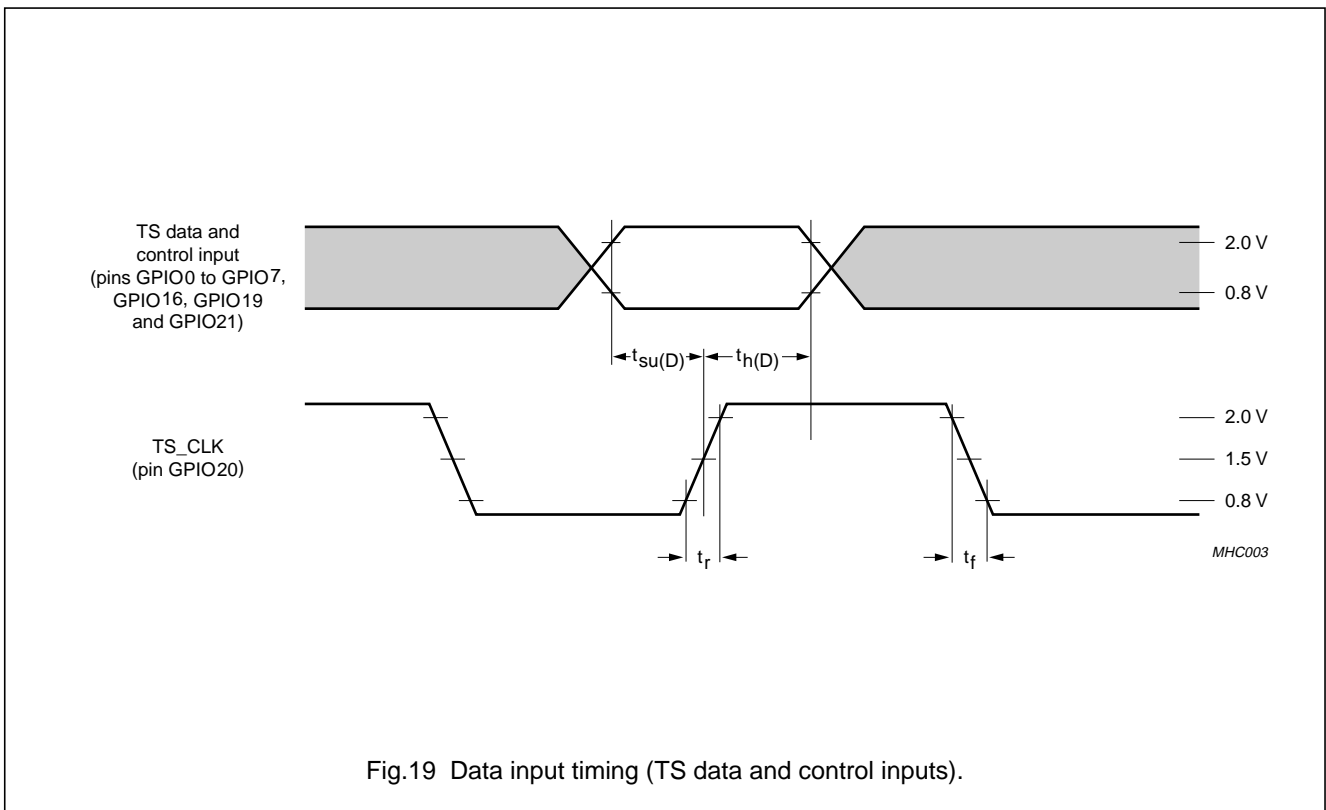 TS data and
control input
(pins GPIO0 to GPIO7,
GPIO16, GPIO19
and GPIO21)
2.0 V
0.8 V
tsu(D)
th(D)
TS_CLK
(pin GPIO20)
2.0 V
1.5 V
0.8 V
tr
tf
MHC003
Fig.19 Data input timing (TS data and control inputs).